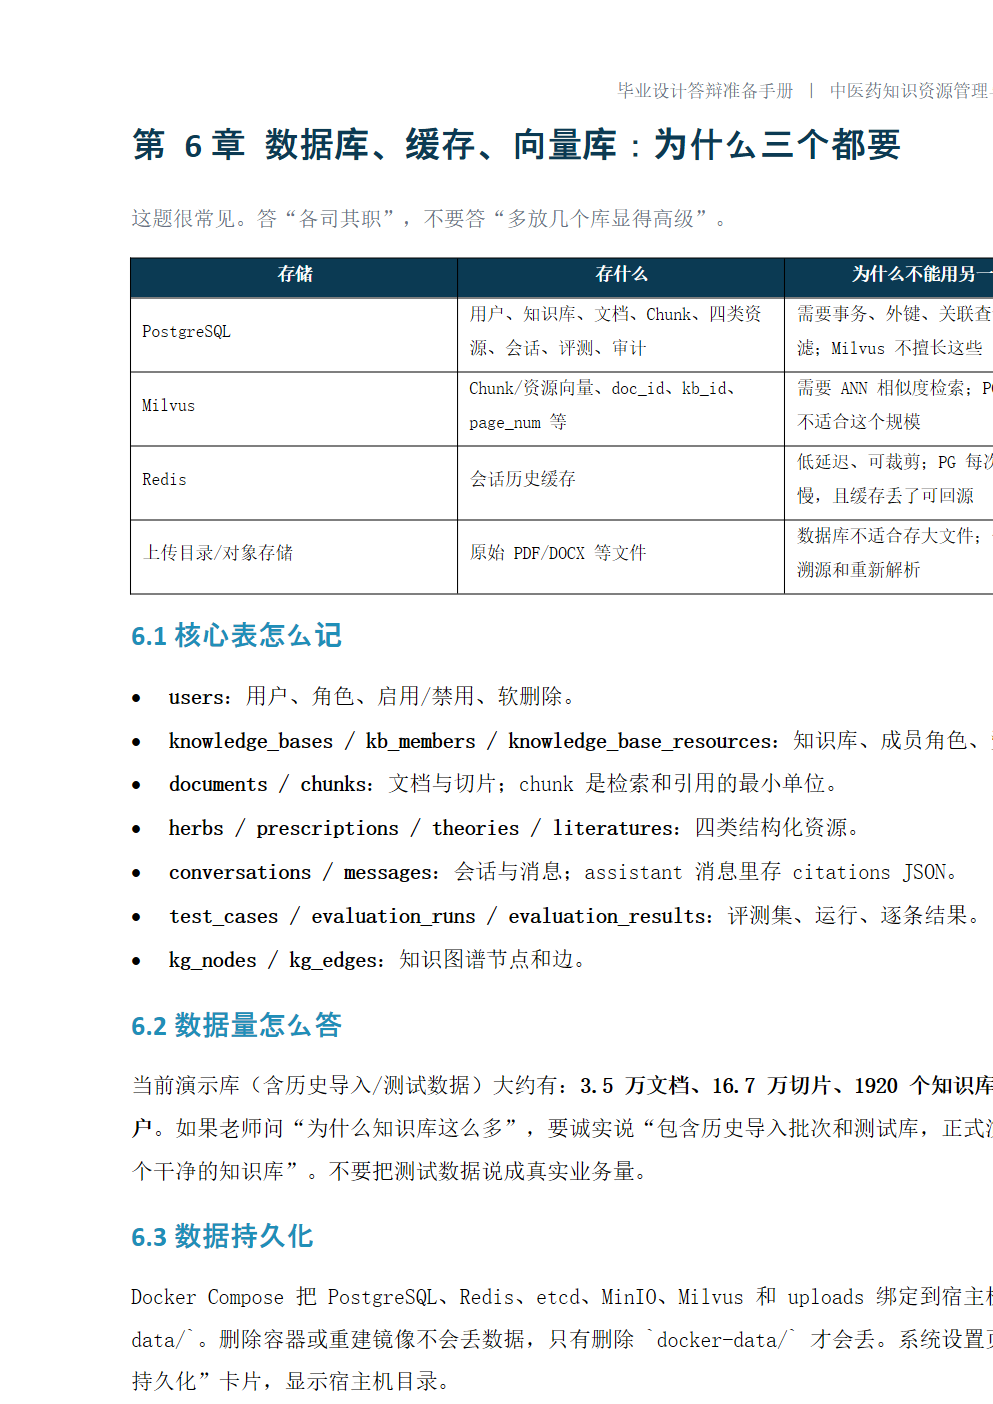 毕业设计答辩准备手册 | 中医药知识资源管理
第 6 章 数据库、缓存、向量库：为什么三个都要
这题很常见。答“各司其职”，不要答“多放几个库显得高级”。
存储 存什么 为什么不能用另一
PostgreSQL
用户、知识库、文档、Chunk、四类资
源、会话、评测、审计
需要事务、外键、关联查
滤；Milvus 不擅长这些
Milvus
Chunk/资源向量、doc_id、kb_id、
page_num 等
需要 ANN 相似度检索；PG
不适合这个规模
Redis
会话历史缓存
低延迟、可裁剪；PG 每次
慢，且缓存丢了可回源
上传目录/对象存储
原始 PDF/DOCX 等文件
数据库不适合存大文件；
溯源和重新解析
6.1 核心表怎么记
• users：用户、角色、启用/禁用、软删除。
• knowledge_bases / kb_members / knowledge_base_resources：知识库、成员角色、
• documents / chunks：文档与切片；chunk 是检索和引用的最小单位。
• herbs / prescriptions / theories / literatures：四类结构化资源。
• conversations / messages：会话与消息；assistant 消息里存 citations JSON。
• test_cases / evaluation_runs / evaluation_results：评测集、运行、逐条结果。
• kg_nodes / kg_edges：知识图谱节点和边。
6.2 数据量怎么答
当前演示库（含历史导入/测试数据）大约有：3.5 万文档、16.7 万切片、1920 个知识库
户。如果老师问“为什么知识库这么多”，要诚实说“包含历史导入批次和测试库，正式演
个干净的知识库”。不要把测试数据说成真实业务量。
6.3 数据持久化
Docker Compose 把 PostgreSQL、Redis、etcd、MinIO、Milvus 和 uploads 绑定到宿主机
data/`。删除容器或重建镜像不会丢数据，只有删除 `docker-data/` 才会丢。系统设置页
持久化”卡片，显示宿主机目录。